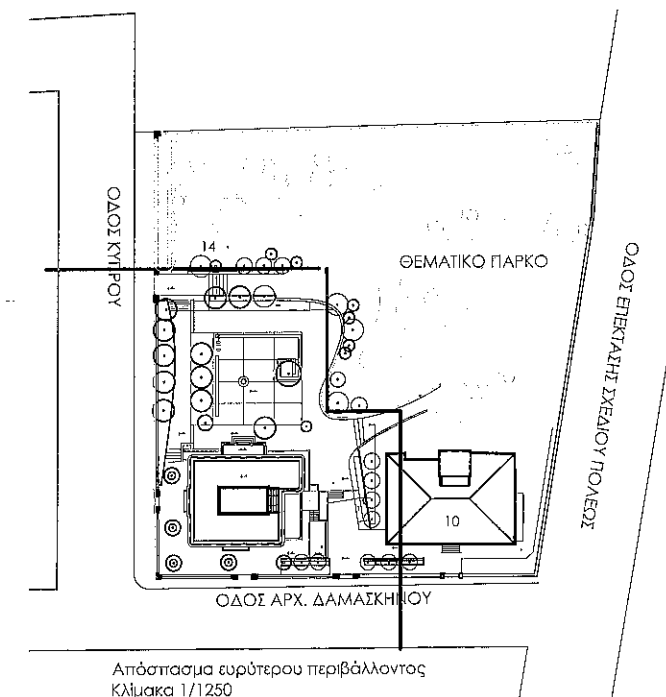 ΟΔΟΣ ΚΥΠΡΟΥ
14
ΘΕΜΑΤΙΚΟ ΠΑΡΚΟ
ΟΔΟΣ ΕΠΕΚΤΑΣΗΣ ΣΧΕΔΙΟΥ ΠΟΛΕΩΣ
10
ΟΔΟΣ ΑΡΧ. ΔΑΜΑΣΚΗΝΟΥ
Απόσπασμα ευρύτερου περιβάλλοντος
Κλίμακα 1/1250